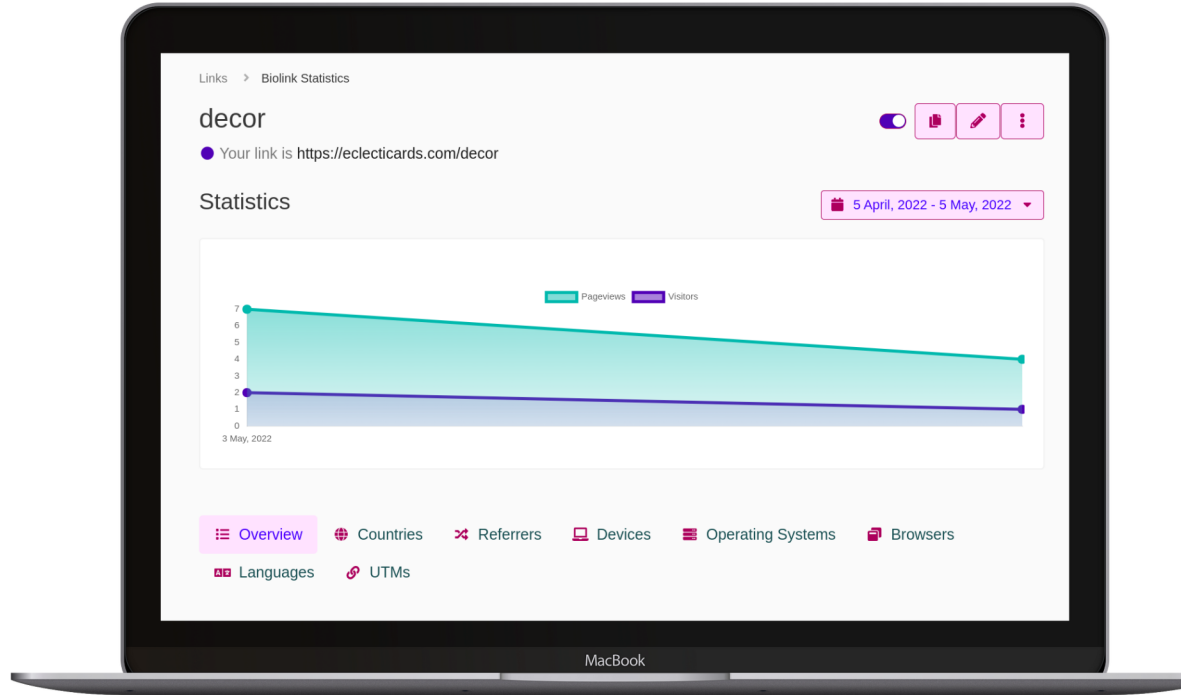 Links > Biolink Statistics
decor
Your link is https://eclecticards.com/decor
Statistics
5 April, 2022 - 5 May, 2022
Pageviews Visitors
7
6
5
4
3
2
1
0
3 May, 2022
Overview Countries Referrers Devices Operating Systems Browsers
Languages UTMs
MacBook